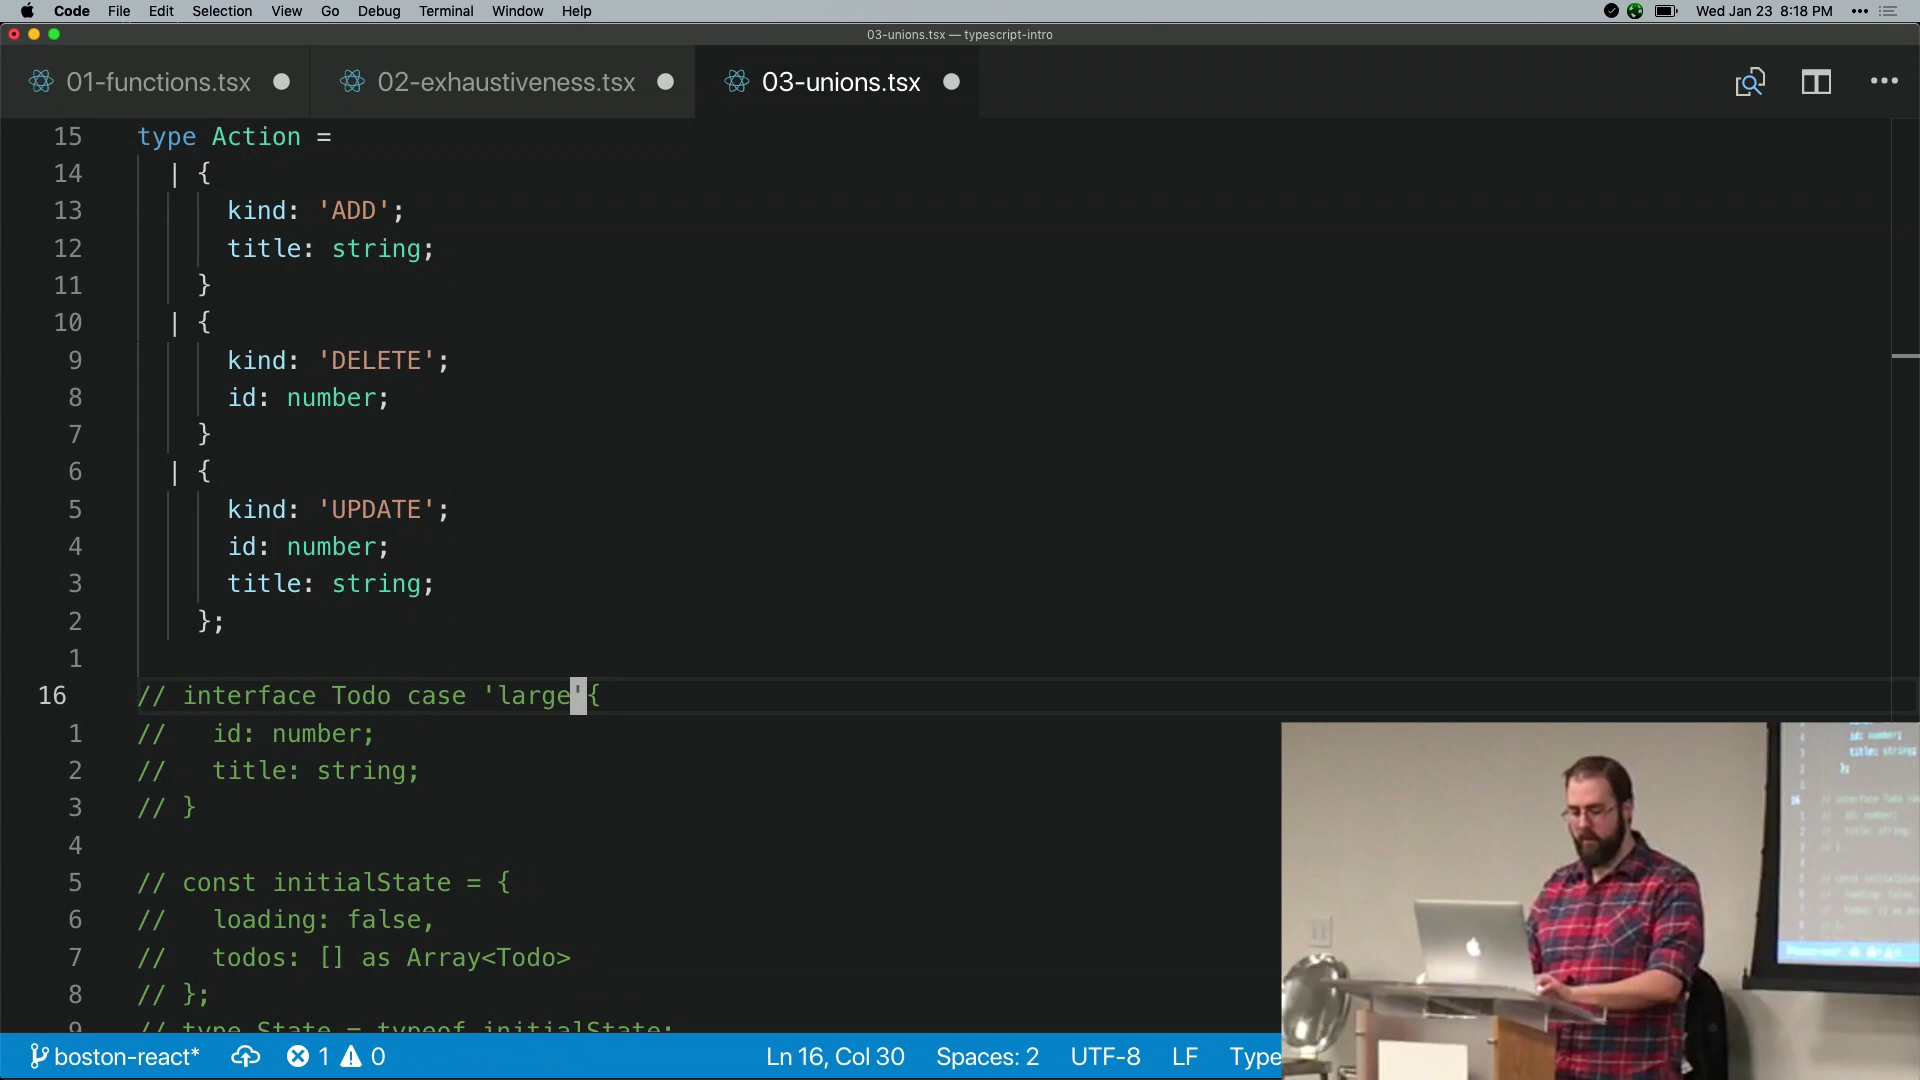 Code File Edit Selection View Go Debug Terminal Window Help Wed Jan 23 8:18 PM
03-unions.tsx — typescript-intro
01-functions.tsx 02-exhaustiveness.tsx 03-unions.tsx
15 type Action =
14 | {
13 kind: 'ADD';
12 title: string;
11 }
10 | {
9 kind: 'DELETE';
8 id: number;
7 }
6 | {
5 kind: 'UPDATE';
4 id: number;
3 title: string;
2 };
1
16 // interface Todo case 'large'{
1 // id: number;
2 // title: string;
3 // }
4
5 // const initialState = {
6 // loading: false,
7 // todos: [] as Array<Todo>
8 // };
9 // type State = typeof initialState;
boston-react* 1 0 Ln 16, Col 30 Spaces: 2 UTF-8 LF Type